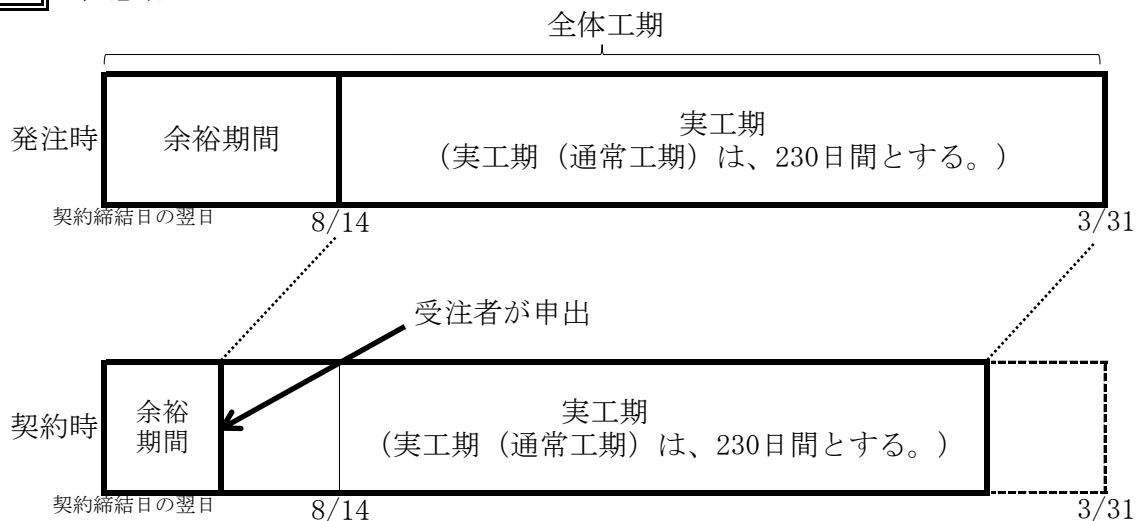 全体工期
発注時
余裕期間
実工期
（実工期（通常工期）は、230日間とする。）
契約締結日の翌日
8/14
3/31
受注者が申出
契約時
余裕
期間
実工期
（実工期（通常工期）は、230日間とする。）
契約締結日の翌日
8/14
3/31